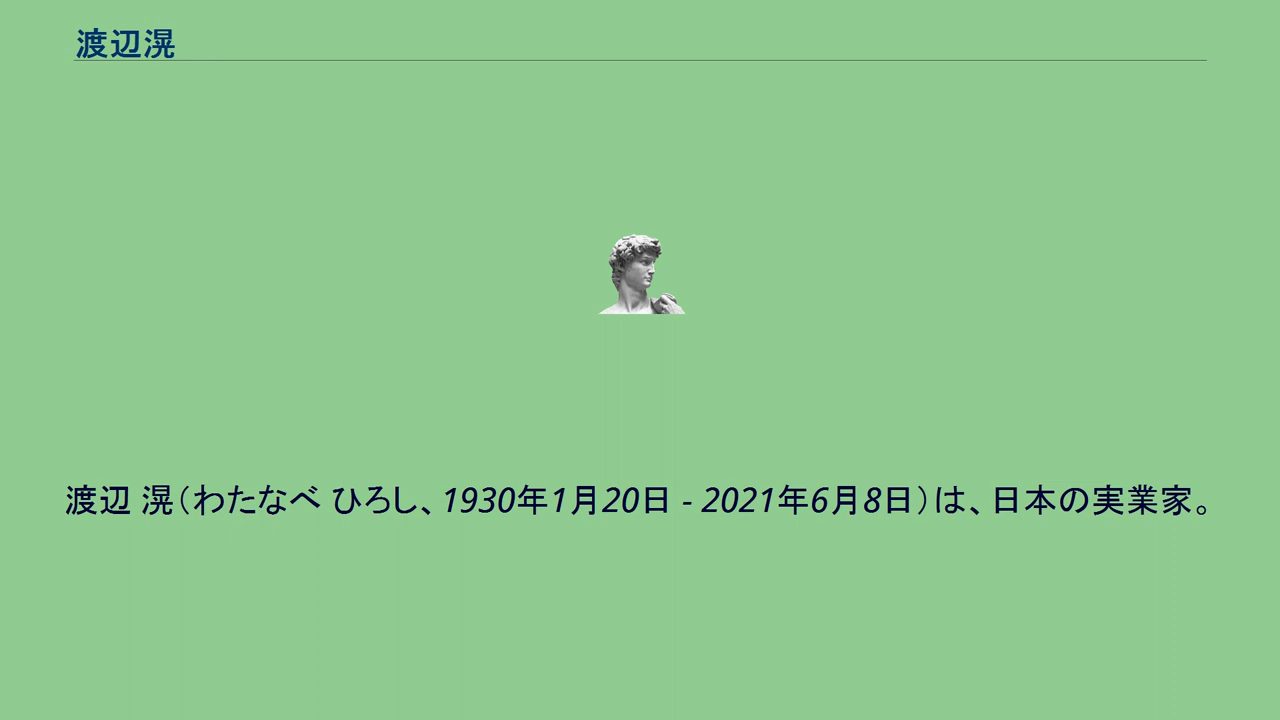 渡辺滉
渡辺 滉（わたなべ ひろし、1930年1月20日 - 2021年6月8日）は、日本の実業家。